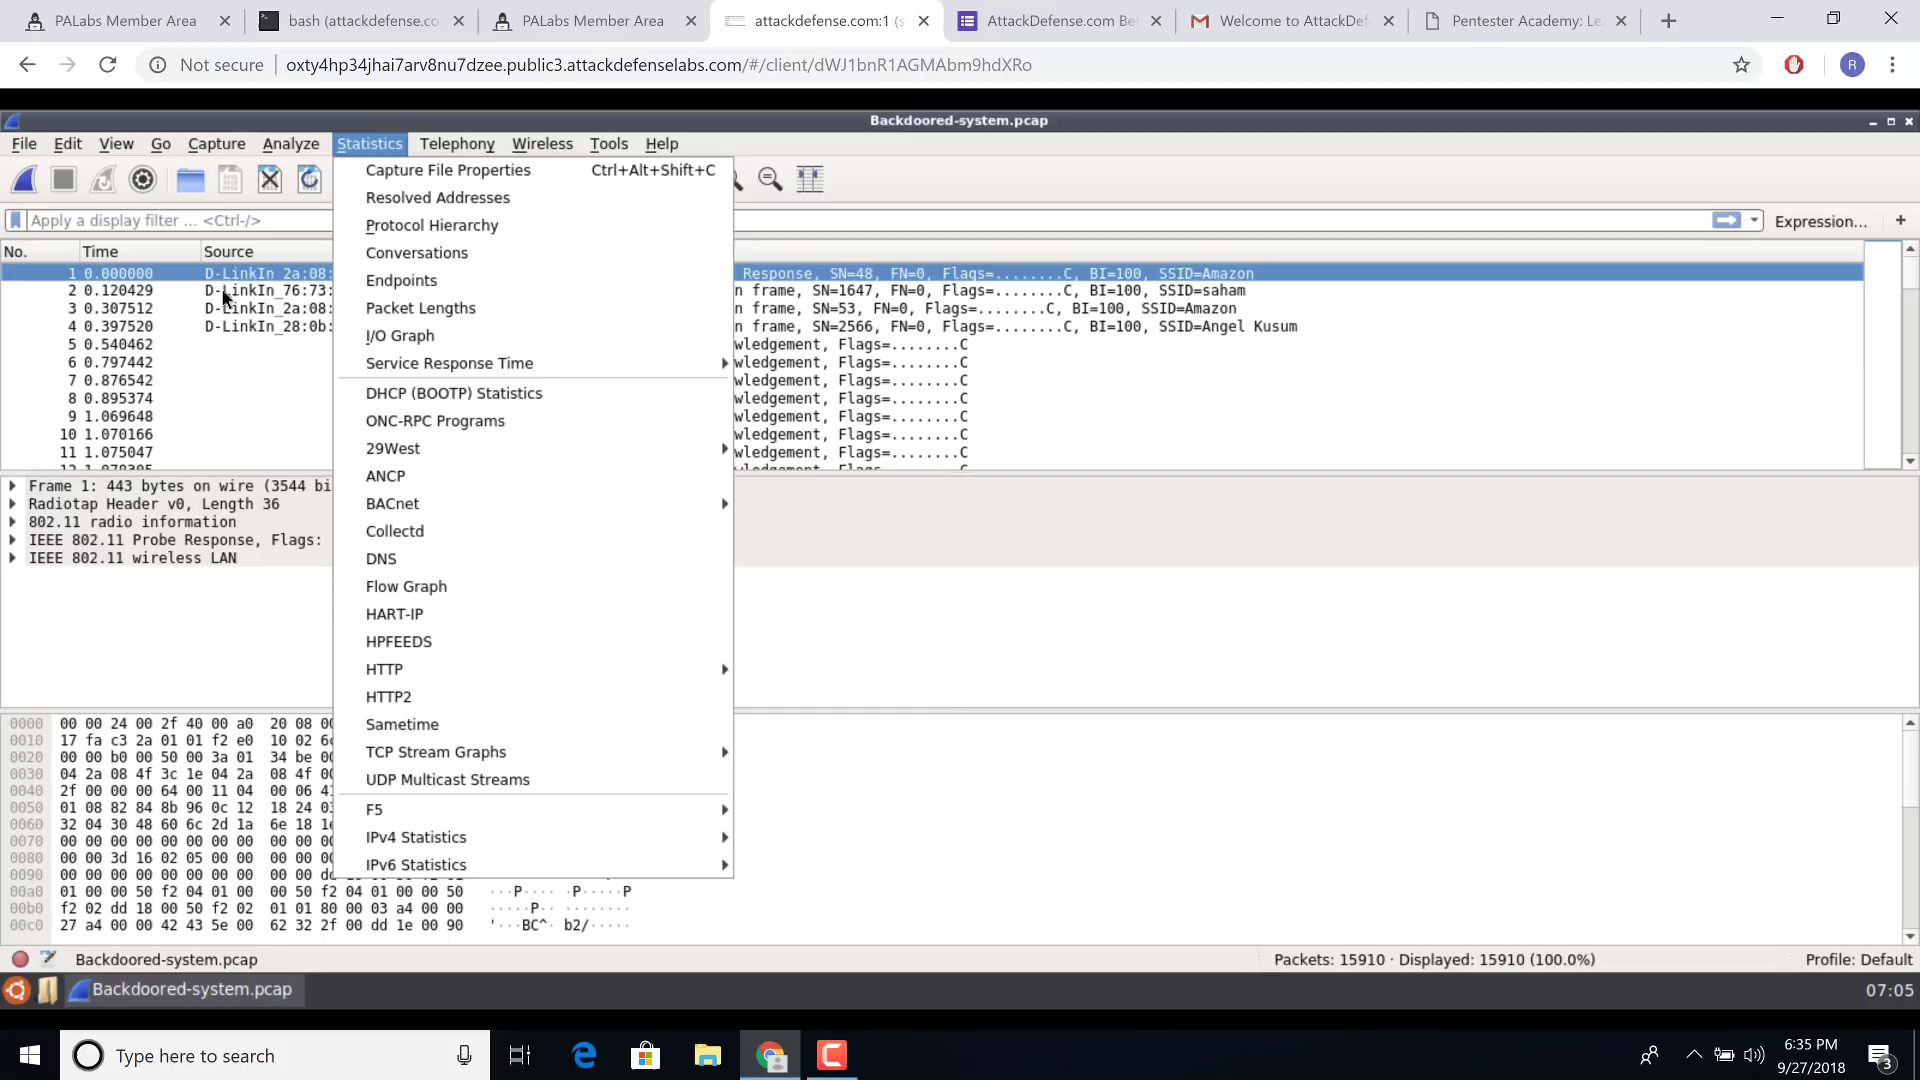 PALabs Member Area
bash (attackdefense.co
PALabs Member Area
attackdefense.com:1 (s
AttackDefense.com Be
Welcome to AttackDef
Pentester Academy: Le
Not secure
oxty4hp34jhai7arv8nu7dzee.public3.attackdefenselabs.com/#/client/dWJ1bnR1AGMAbm9hdXRo
R
Backdoored-system.pcap
File Edit View Go Capture Analyze Statistics Telephony Wireless Tools Help
Apply a display filter ... <Ctrl-/>
Expression... +
No. Time Source
1 0.000000 D-LinkIn_2a:08: Response, SN=48, FN=0, Flags=........C, BI=100, SSID=Amazon
2 0.120429 D-LinkIn_76:73: n frame, SN=1647, FN=0, Flags=........C, BI=100, SSID=saham
3 0.307512 D-LinkIn_2a:08: n frame, SN=53, FN=0, Flags=........C, BI=100, SSID=Amazon
4 0.397520 D-LinkIn_28:0b: n frame, SN=2566, FN=0, Flags=........C, BI=100, SSID=Angel Kusum
5 0.540462 wledgement, Flags=........C
6 0.797442 wledgement, Flags=........C
7 0.876542 wledgement, Flags=........C
8 0.895374 wledgement, Flags=........C
9 1.069648 wledgement, Flags=........C
10 1.070166 wledgement, Flags=........C
11 1.075047 wledgement, Flags=........C
12 1.078305 wledgement, Flags=........C
Capture File Properties Ctrl+Alt+Shift+C
Resolved Addresses
Protocol Hierarchy
Conversations
Endpoints
Packet Lengths
I/O Graph
Service Response Time
DHCP (BOOTP) Statistics
ONC-RPC Programs
29West
ANCP
BACnet
Collectd
DNS
Flow Graph
HART-IP
HPFEEDS
HTTP
HTTP2
Sametime
TCP Stream Graphs
UDP Multicast Streams
F5
IPv4 Statistics
IPv6 Statistics
Frame 1: 443 bytes on wire (3544 bi
Radiotap Header v0, Length 36
802.11 radio information
IEEE 802.11 Probe Response, Flags:
IEEE 802.11 wireless LAN
0000 00 00 24 00 2f 40 00 a0 20 08 00
0010 17 fa c3 2a 01 01 f2 e0 10 02 6c
0020 00 00 b0 00 50 00 3a 01 34 be 00
0030 04 2a 08 4f 3c 1e 04 2a 08 4f 00
0040 2f 00 00 00 64 00 11 04 00 06 41
0050 01 08 82 84 8b 96 0c 12 18 24 03
0060 32 04 30 48 60 6c 2d 1a 6e 18 1e
0070 00 00 00 00 00 00 00 00 00 00 00
0080 00 00 3d 16 02 05 00 00 00 00 00
0090 00 00 00 00 00 00 00 00
00a0 01 00 00 50 f2 04 01 00 00 50 f2 04 01 00 00 50 ···P···· ·P·····P
00b0 f2 02 dd 18 00 50 f2 02 01 01 80 00 03 a4 00 00 ·····P·· ········
00c0 27 a4 00 00 42 43 5e 00 62 32 2f 00 dd 1e 00 90 '···BC^· b2/·····
Backdoored-system.pcap
Packets: 15910 · Displayed: 15910 (100.0%)
Profile: Default
Backdoored-system.pcap
07:05
Type here to search
6:35 PM
9/27/2018
3